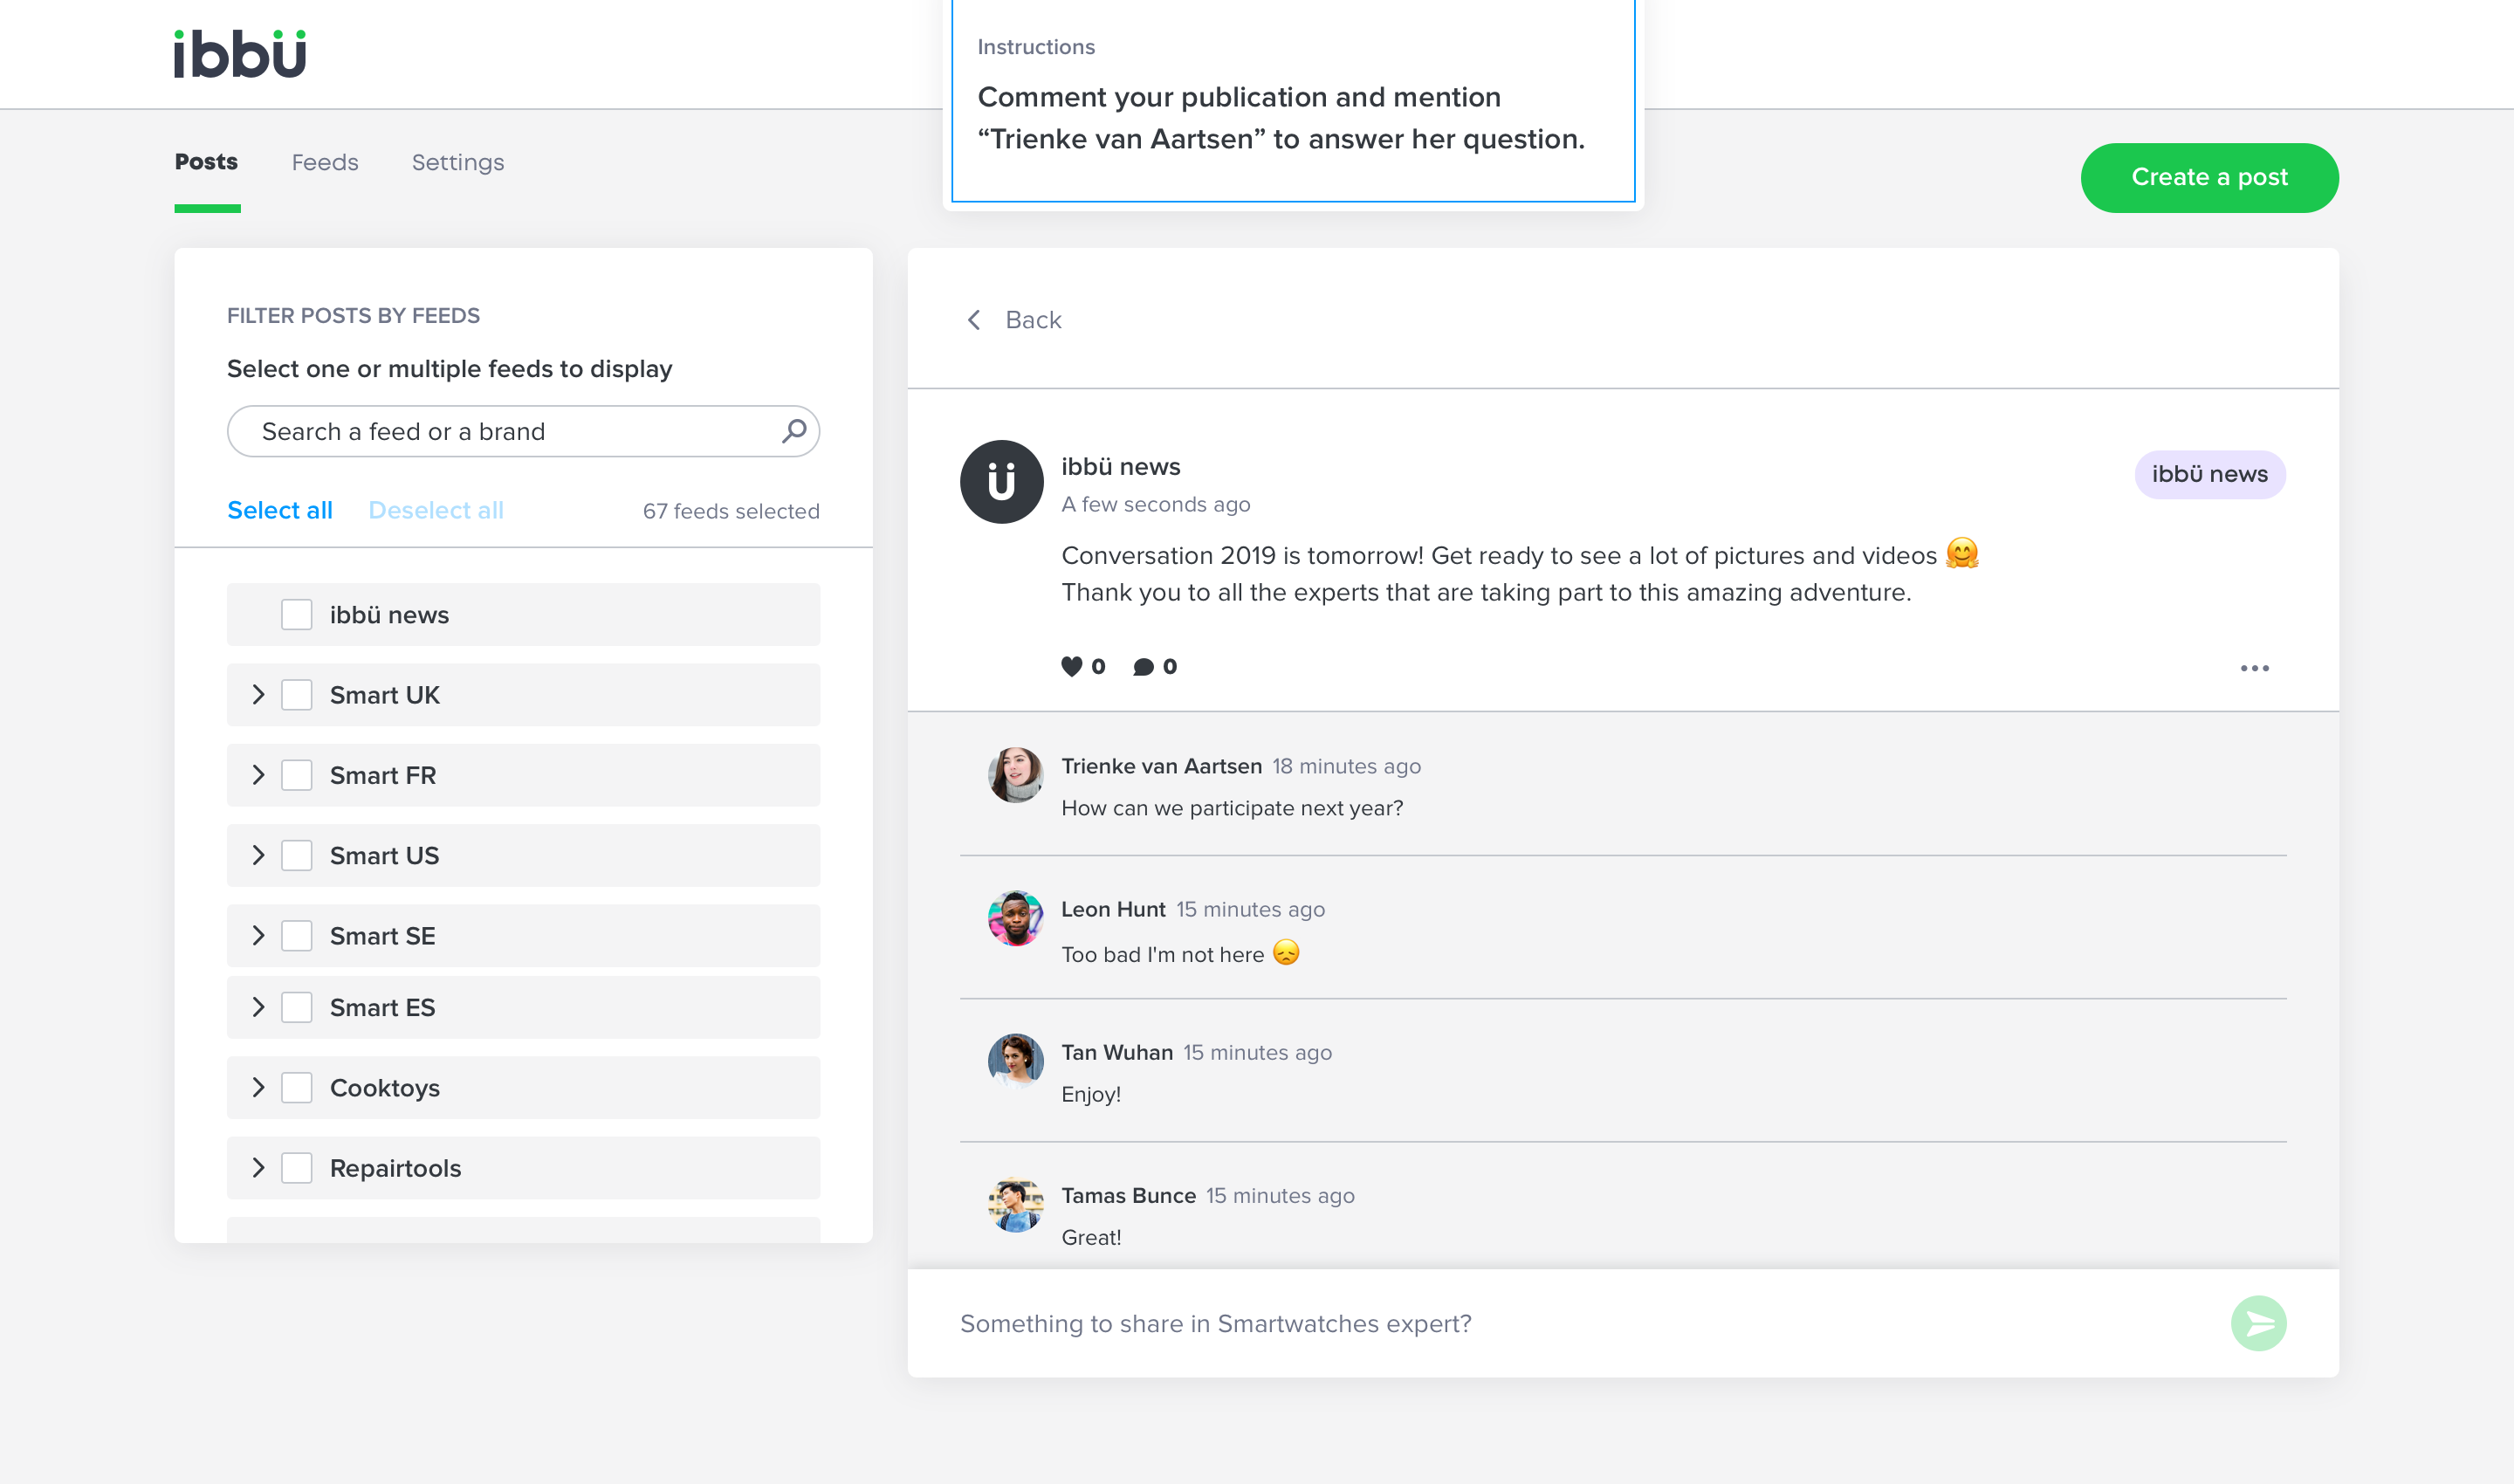 ibbü
Instructions
Comment your publication and mention
“Trienke van Aartsen” to answer her question.
Posts
Feeds
Settings
Create a post
FILTER POSTS BY FEEDS
Select one or multiple feeds to display
Search a feed or a brand
Select all
Deselect all
67 feeds selected
ibbü news
Smart UK
Smart FR
Smart US
Smart SE
Smart ES
Cooktoys
Repairtools
Back
ü
ibbü news
A few seconds ago
ibbü news
Conversation 2019 is tomorrow! Get ready to see a lot of pictures and videos 🤗
Thank you to all the experts that are taking part to this amazing adventure.
0
0
Trienke van Aartsen 18 minutes ago
How can we participate next year?
Leon Hunt 15 minutes ago
Too bad I'm not here 😞
Tan Wuhan 15 minutes ago
Enjoy!
Tamas Bunce 15 minutes ago
Great!
Something to share in Smartwatches expert?